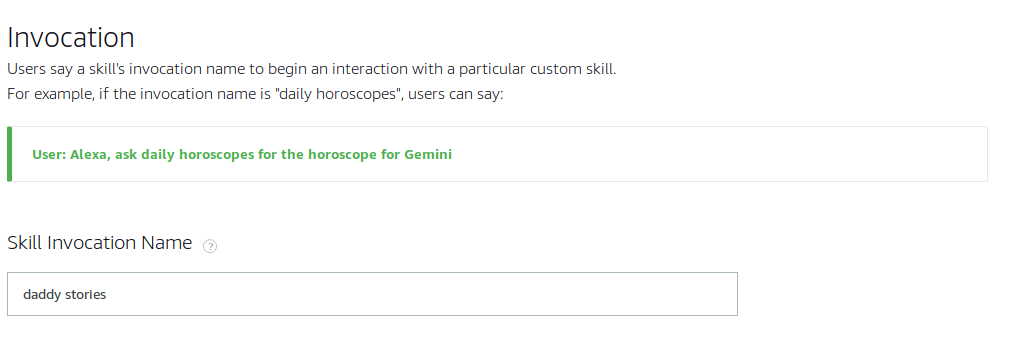 Invocation
Users say a skill's invocation name to begin an interaction with a particular custom skill.
For example, if the invocation name is "daily horoscopes", users can say:
User: Alexa, ask daily horoscopes for the horoscope for Gemini
Skill Invocation Name ?
daddy stories